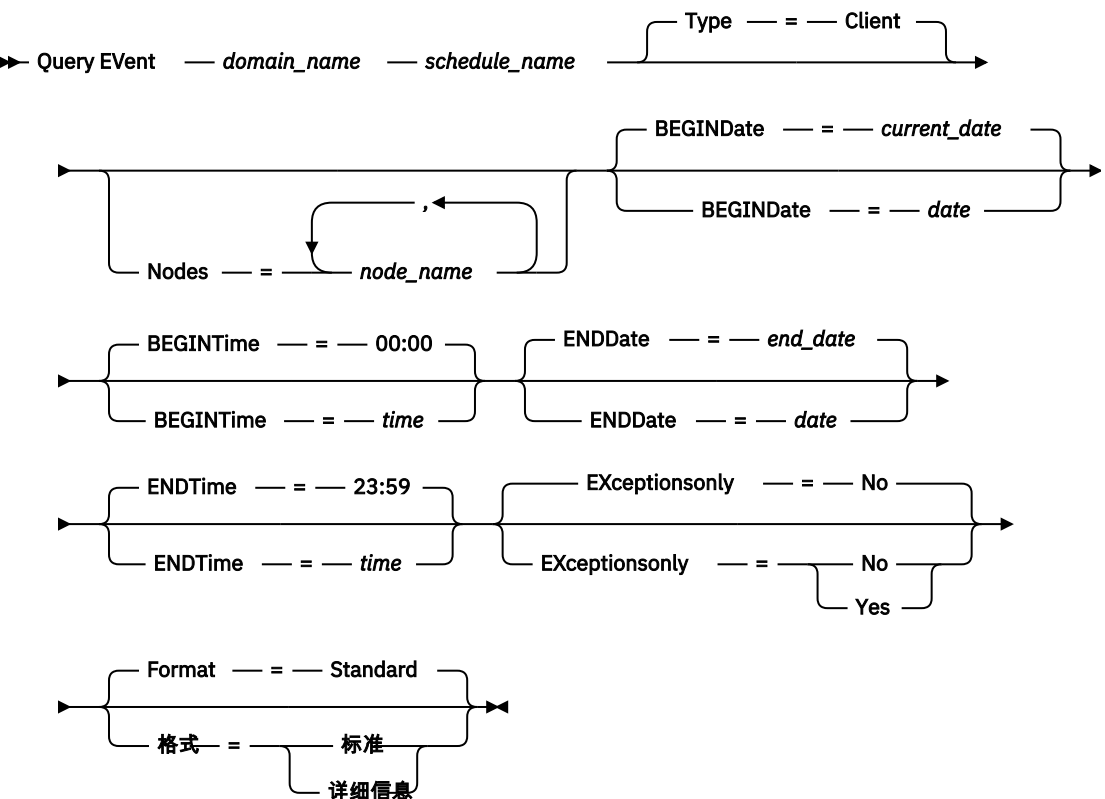 Type = Client
Query EVent domain_name schedule_name
BEGINDate = current_date
BEGINDate = date
,
Nodes = node_name
BEGINTime = 00:00
BEGINTime = time
ENDDate = end_date
ENDDate = date
ENDTime = 23:59
ENDTime = time
EXceptionsonly = No
EXceptionsonly = No
Yes
Format = Standard
格式 = 标准
详细信息